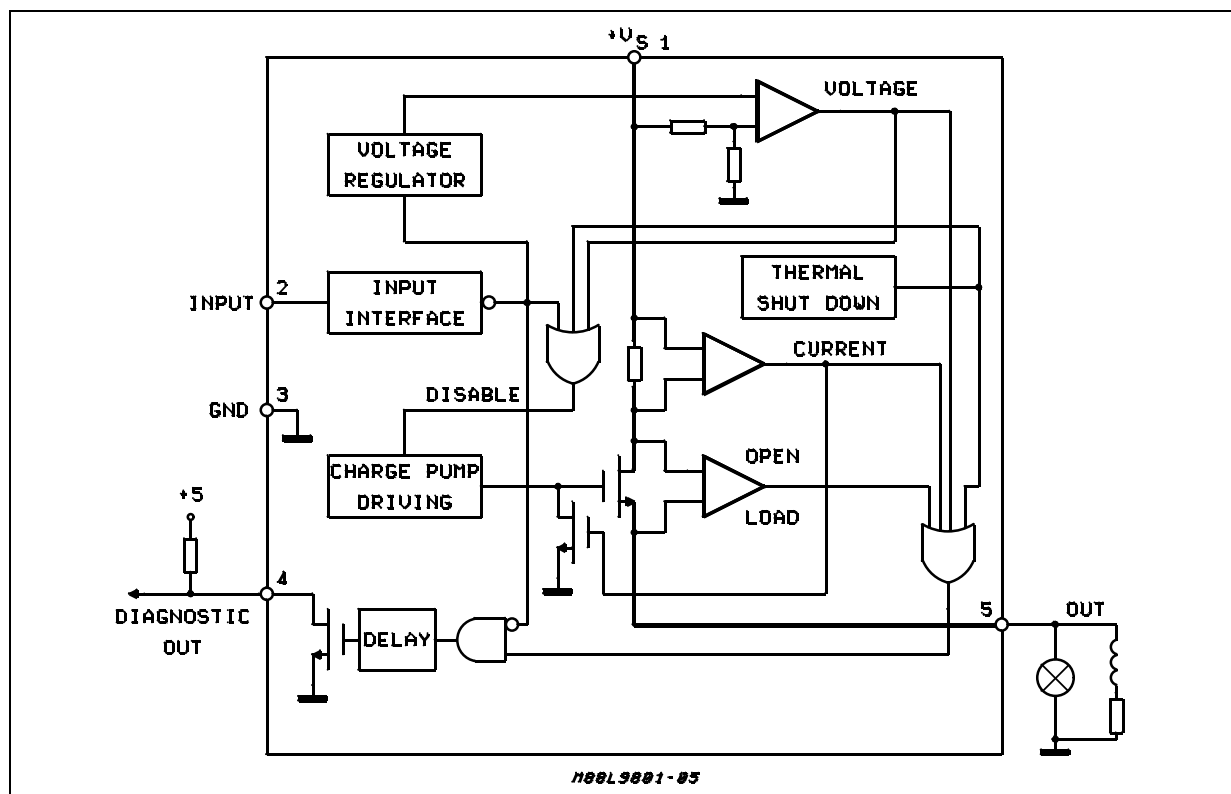 +VS 1
VOLTAGE
VOLTAGE
REGULATOR
THERMAL
SHUT DOWN
INPUT
2
INPUT
INTERFACE
CURRENT
GND
3
DISABLE
CHARGE PUMP
DRIVING
OPEN
LOAD
+5
4
DIAGNOSTIC
OUT
DELAY
5
OUT
M88L9801-05